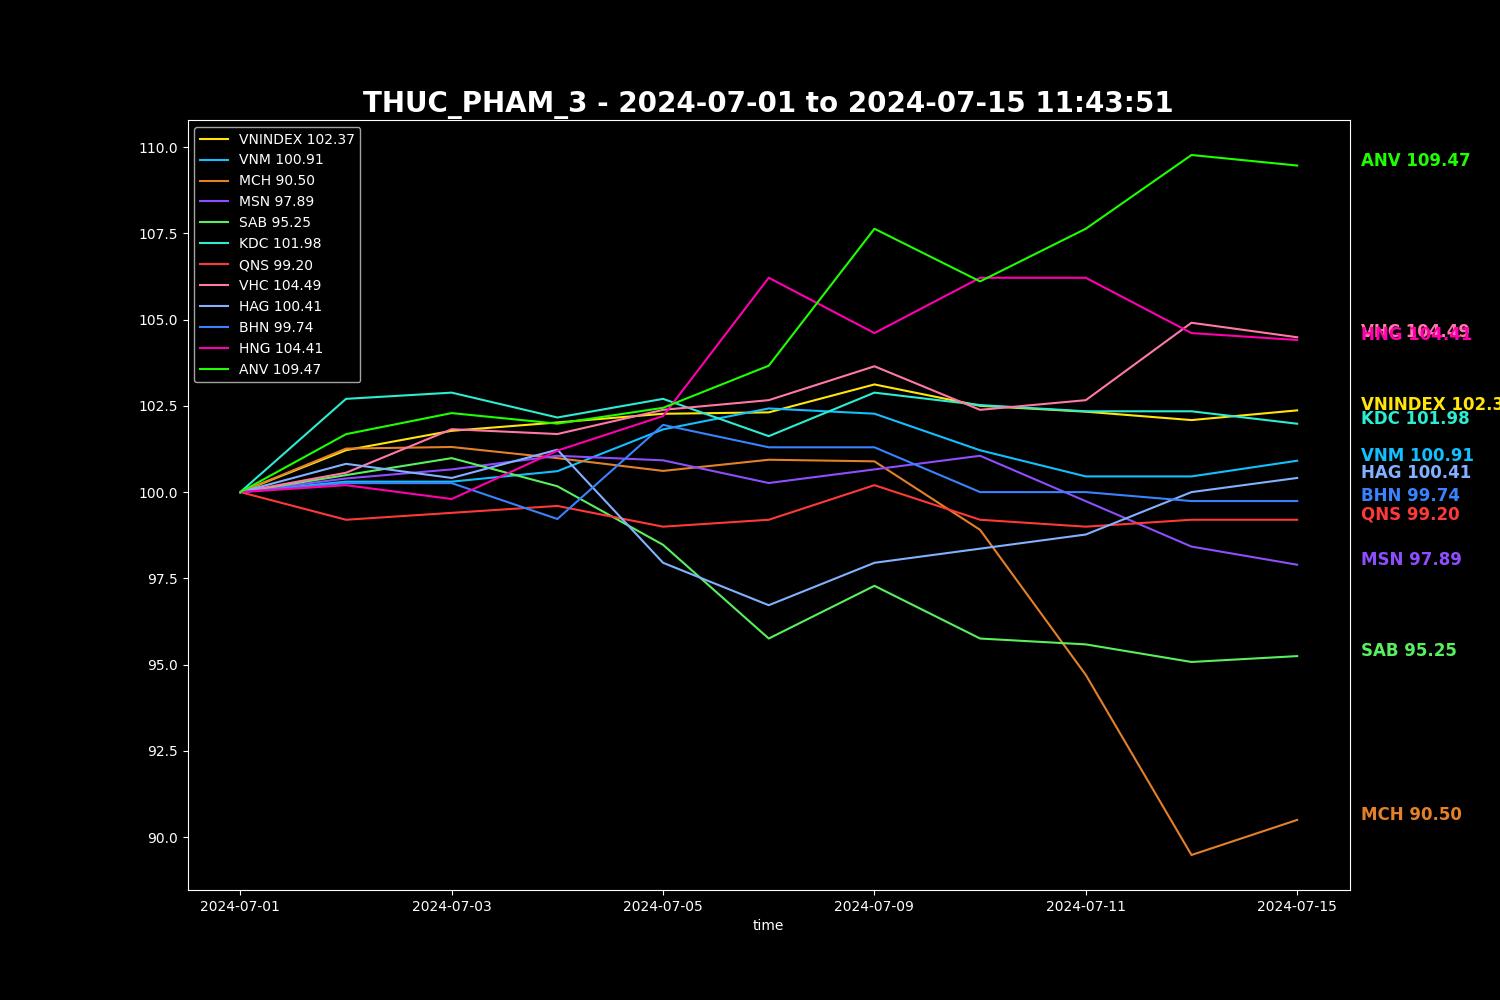 THUC_PHAM_3 - 2024-07-01 to 2024-07-15 11:43:51
VNINDEX 102.37
VNM 100.91
MCH 90.50
MSN 97.89
SAB 95.25
KDC 101.98
QNS 99.20
VHC 104.49
HAG 100.41
BHN 99.74
HNG 104.41
ANV 109.47
110.0
107.5
105.0
102.5
100.0
97.5
95.0
92.5
90.0
ANV 109.47
VHC 104.49
HNG 104.41
VNINDEX 102.3
KDC 101.98
VNM 100.91
HAG 100.41
BHN 99.74
QNS 99.20
MSN 97.89
SAB 95.25
MCH 90.50
2024-07-01
2024-07-03
2024-07-05
2024-07-09
2024-07-11
2024-07-15
time